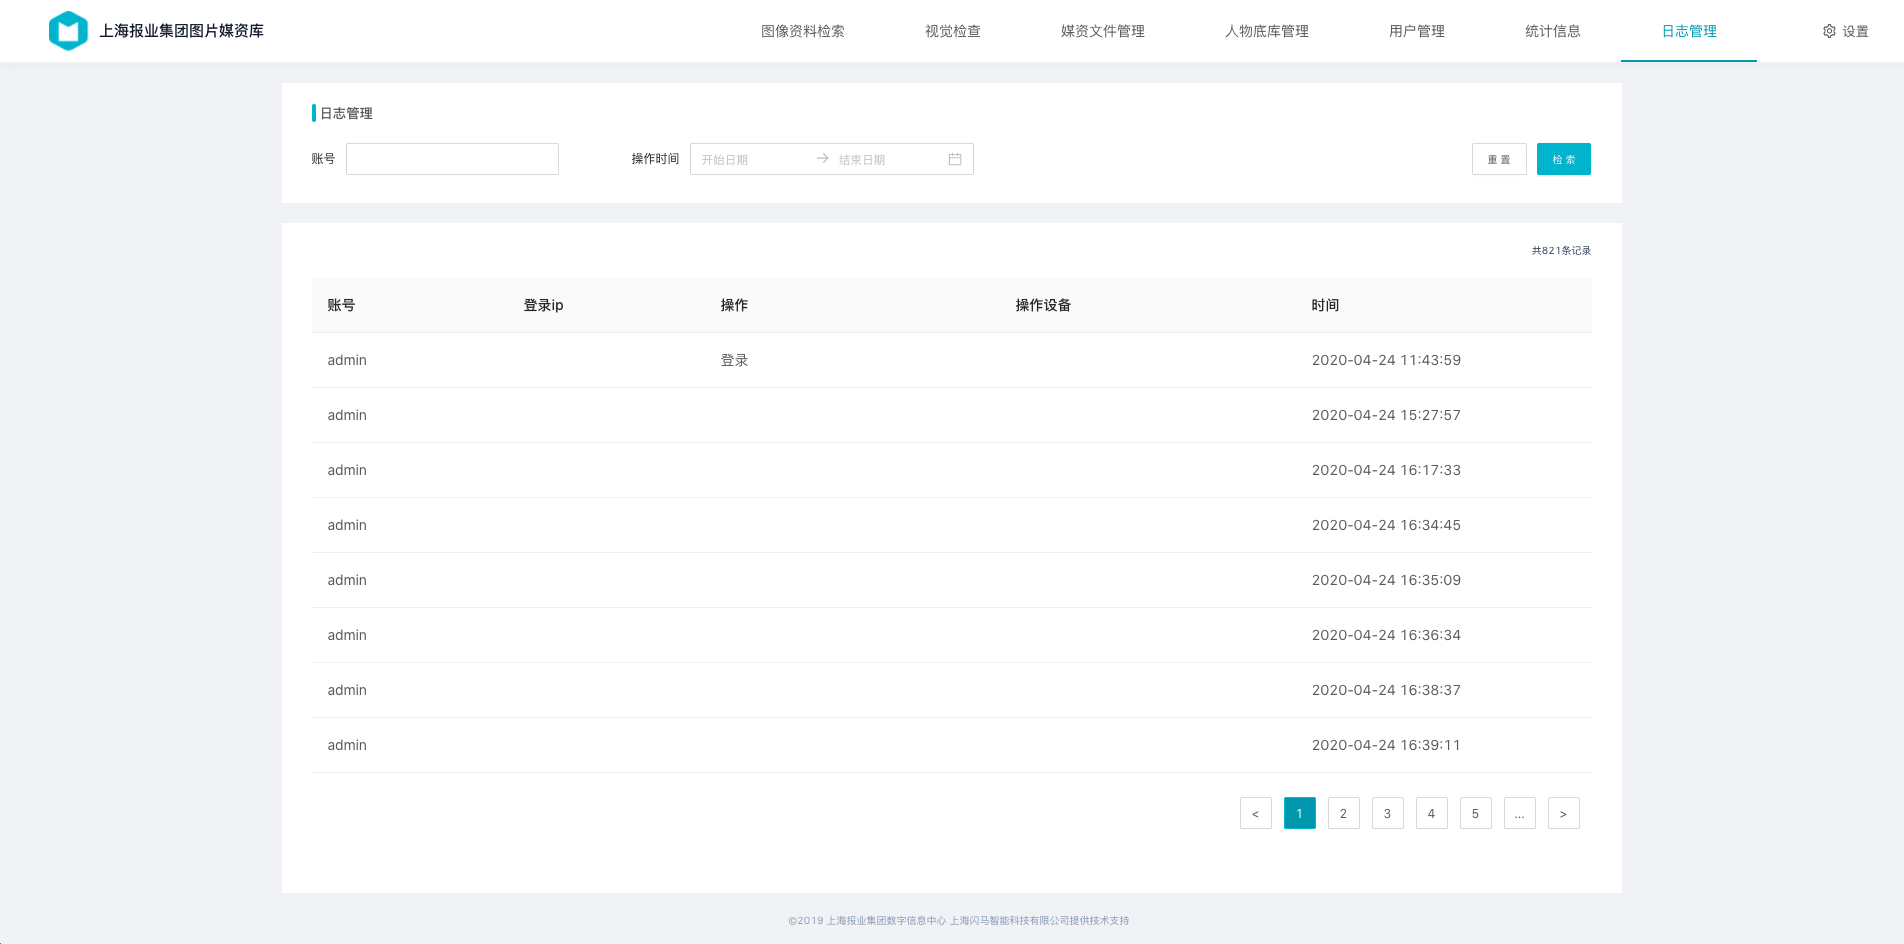 上海报业集团图片媒资库 图像资料检索 视觉检查 媒资文件管理 人物底库管理 用户管理 统计信息 日志管理 设置
日志管理
账号 操作时间 开始日期 结束日期 重置 检索
共821条记录
账号 登录ip 操作 操作设备 时间
admin 登录 2020-04-24 11:43:59
admin 2020-04-24 15:27:57
admin 2020-04-24 16:17:33
admin 2020-04-24 16:34:45
admin 2020-04-24 16:35:09
admin 2020-04-24 16:36:34
admin 2020-04-24 16:38:37
admin 2020-04-24 16:39:11
< 1 2 3 4 5 ... >
©2019 上海报业集团数字信息中心 上海闪马智能科技有限公司提供技术支持